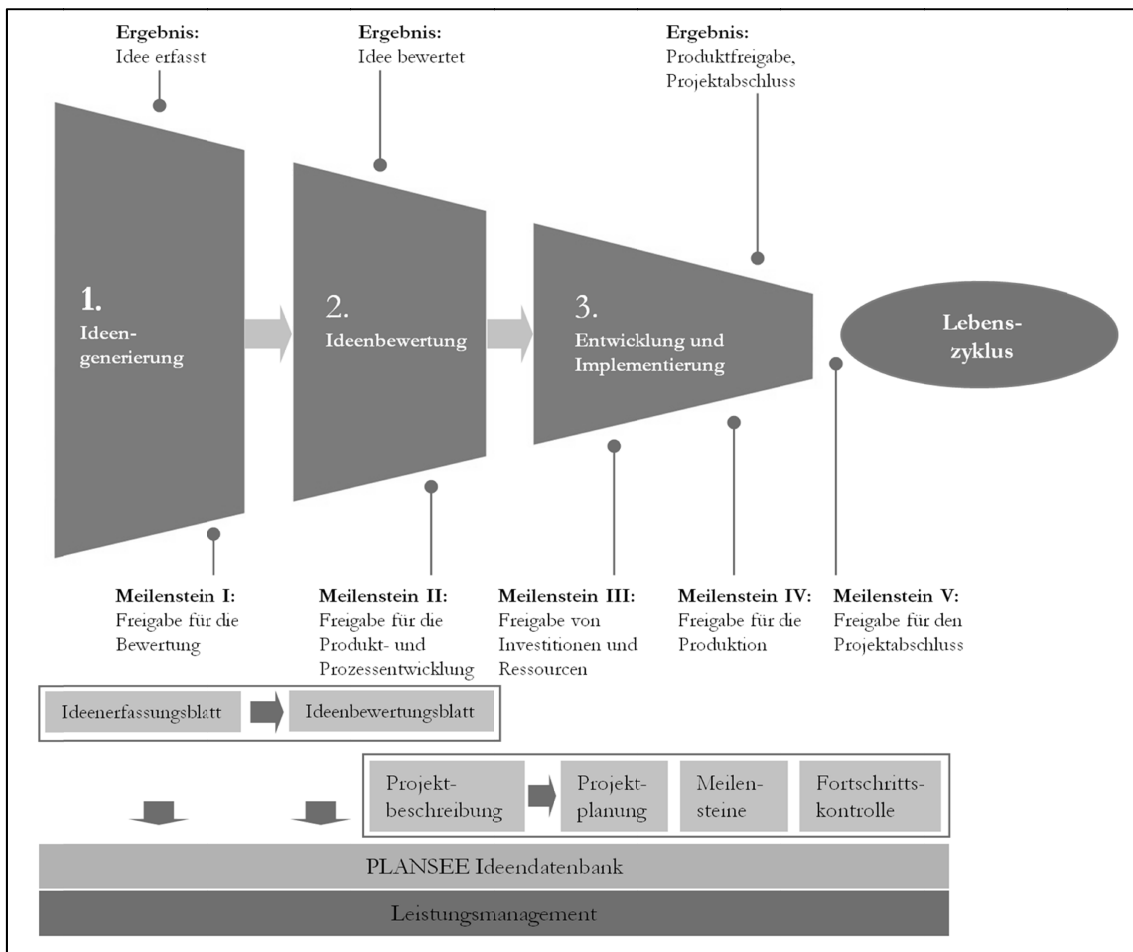 Ergebnis:
Idee erfasst
Ergebnis:
Idee bewertet
Ergebnis:
Produktfreigabe,
Projektabschluss
1.
Ideen-
generierung
2.
Ideenbewertung
3.
Entwicklung und
Implementierung
Lebens-
zyklus
Meilenstein I:
Freigabe für die
Bewertung
Meilenstein II:
Freigabe für die
Produkt- und
Prozessentwicklung
Meilenstein III:
Freigabe von
Investitionen und
Ressourcen
Meilenstein IV:
Freigabe für die
Produktion
Meilenstein V:
Freigabe für den
Projektabschluss
Ideenerfassungsblatt
Ideenbewertungsblatt
Projekt-
beschreibung
Projekt-
planung
Meilen-
steine
Fortschritts-
kontrolle
PLANSEE Ideendatenbank
Leistungsmanagement